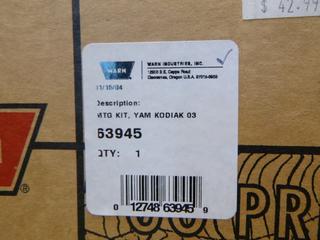 $ 42.99
WARN
WARN INDUSTRIES, INC.
12900 S.E. Capps Road
Clackamas, Oregon U.S.A. 97015-8903
11/15/04
Description:
MTG KIT, YAM KODIAK 03
63945
QTY: 1
0 12748 63945 9
PR